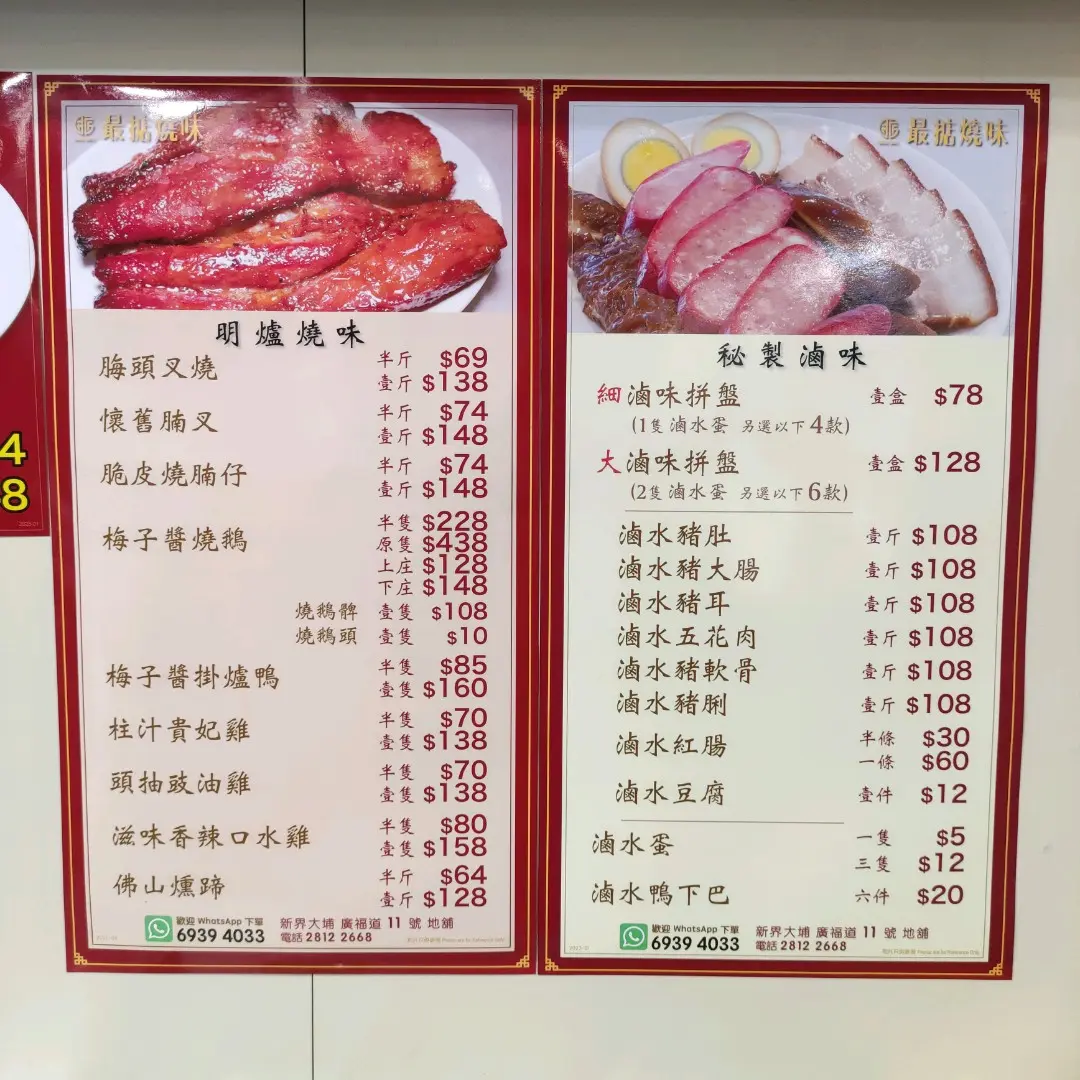 4
8
最掂燒味
明爐燒味
脢頭叉燒 半斤 $69
壹斤 $138
懷舊腩叉 半斤 $74
壹斤 $148
脆皮燒腩仔 半斤 $74
壹斤 $148
梅子醬燒鵝 半隻 $228
原隻 $438
上庄 $128
下庄 $148
燒鵝髀 壹隻 $108
燒鵝頭 壹隻 $10
梅子醬掛爐鴨 半隻 $85
壹隻 $160
柱汁貴妃雞 半隻 $70
壹隻 $138
頭抽豉油雞 半隻 $70
壹隻 $138
滋味香辣口水雞 半隻 $80
壹隻 $158
佛山燻蹄 半斤 $64
壹斤 $128
歡迎 WhatsApp 下單
6939 4033
新界大埔 廣福道 11 號 地舖
電話 2812 2668
最掂燒味
秘製滷味
細 滷味拼盤 壹盒 $78
(1隻 滷水蛋 另選以下 4款)
大 滷味拼盤 壹盒 $128
(2隻 滷水蛋 另選以下 6款)
滷水豬肚 壹斤 $108
滷水豬大腸 壹斤 $108
滷水豬耳 壹斤 $108
滷水五花肉 壹斤 $108
滷水豬軟骨 壹斤 $108
滷水豬脷 壹斤 $108
滷水紅腸 半條 $30
一條 $60
滷水豆腐 壹件 $12
滷水蛋 一隻 $5
三隻 $12
滷水鴨下巴 六件 $20
歡迎 WhatsApp 下單
6939 4033
新界大埔 廣福道 11 號 地舖
電話 2812 2668